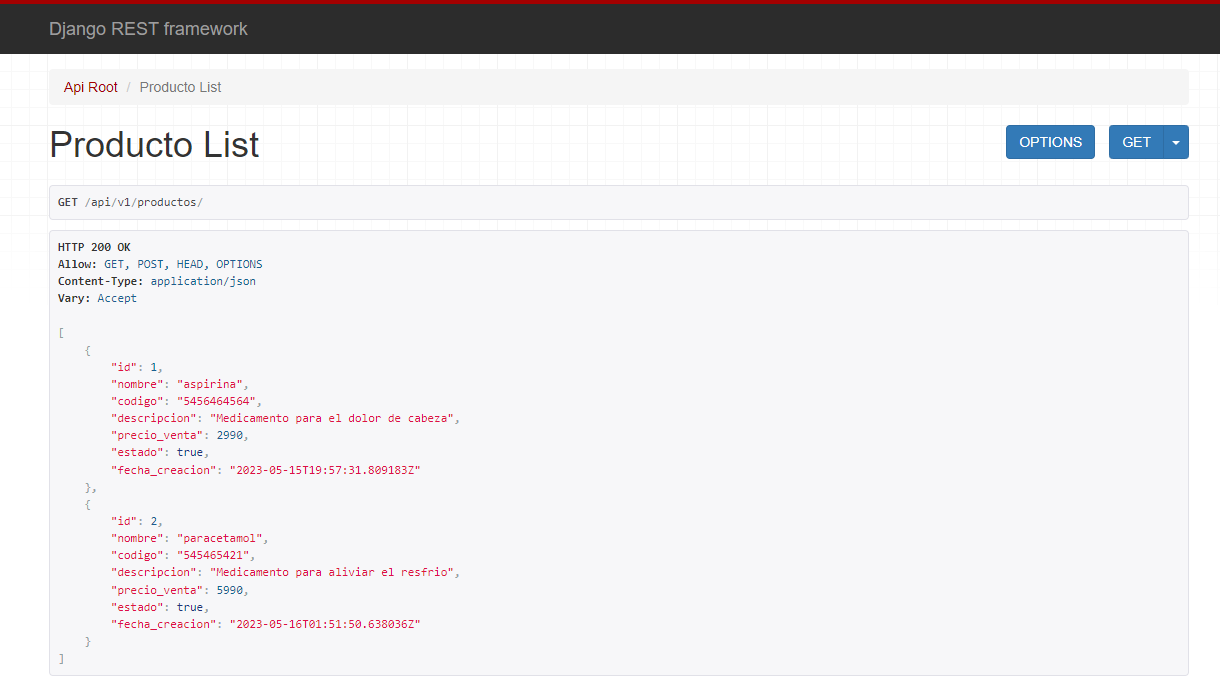 Django REST framework
Api Root / Producto List
Producto List
OPTIONS
GET
GET /api/v1/productos/
HTTP 200 OK
Allow: GET, POST, HEAD, OPTIONS
Content-Type: application/json
Vary: Accept
[
    {
        "id": 1,
        "nombre": "aspirina",
        "codigo": "5456464564",
        "descripcion": "Medicamento para el dolor de cabeza",
        "precio_venta": 2990,
        "estado": true,
        "fecha_creacion": "2023-05-15T19:57:31.809183Z"
    },
    {
        "id": 2,
        "nombre": "paracetamol",
        "codigo": "545465421",
        "descripcion": "Medicamento para aliviar el resfrio",
        "precio_venta": 5990,
        "estado": true,
        "fecha_creacion": "2023-05-16T01:51:50.638036Z"
    }
]